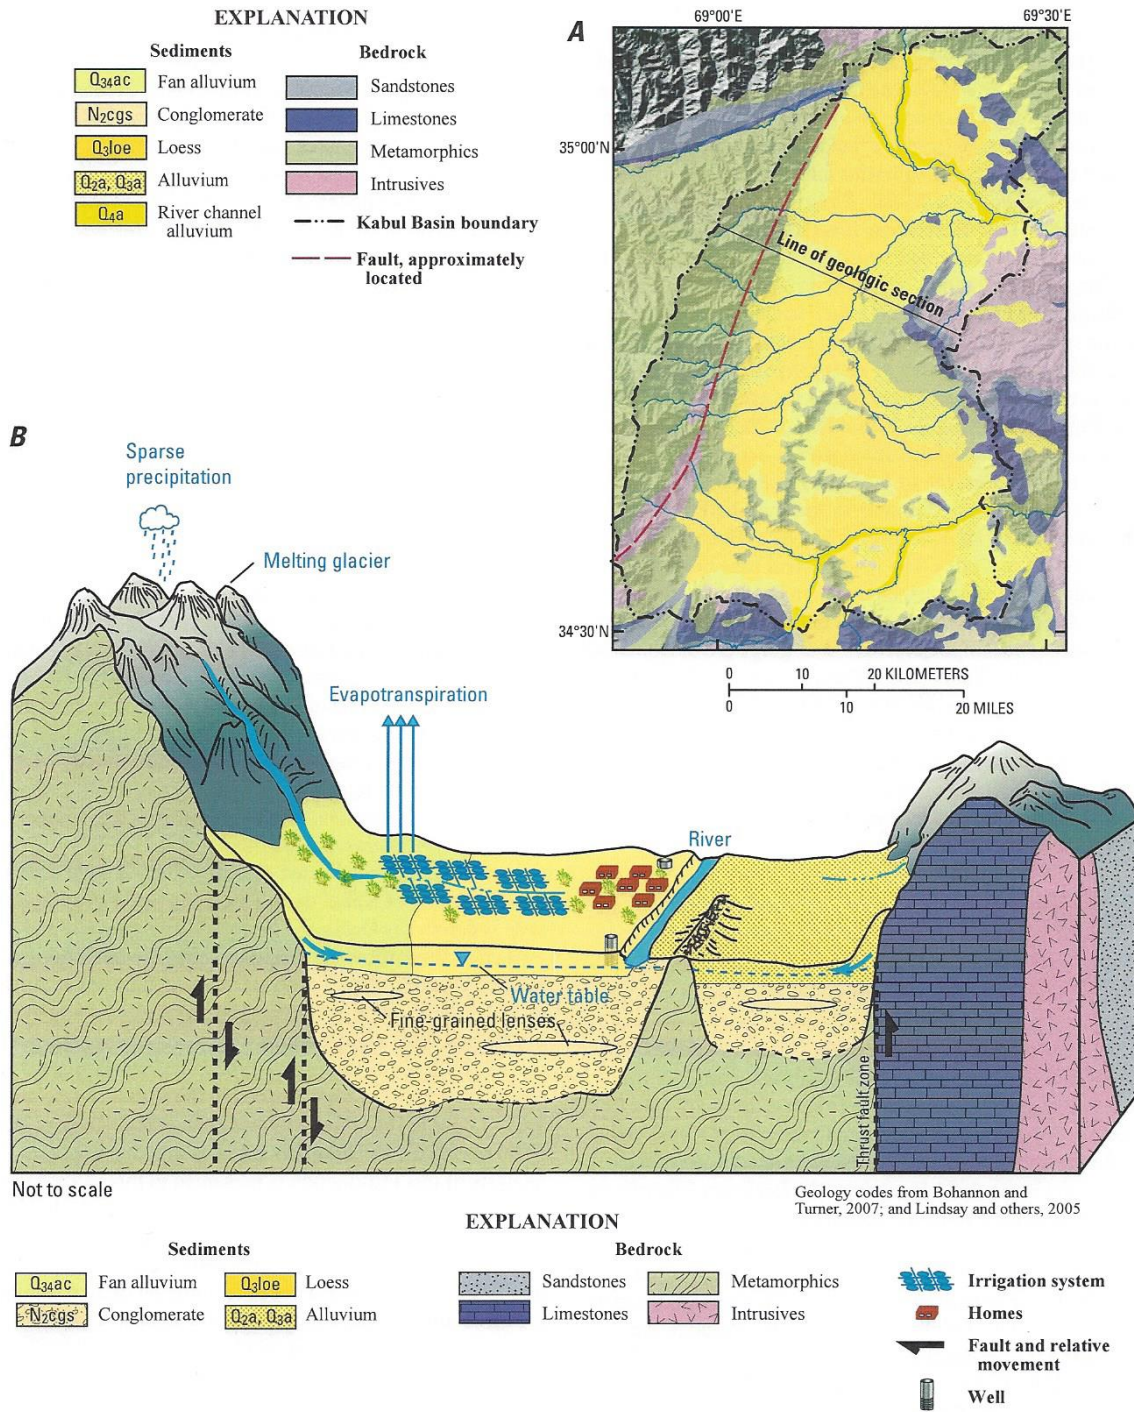 EXPLANATION
Sediments
Bedrock
Q34ac Fan alluvium
Sandstones
N2cgs Conglomerate
Limestones
Q3loe Loess
Metamorphics
Q2a, Q3a Alluvium
Intrusives
Q4a River channel
alluvium
Kabul Basin boundary
Fault, approximately
located
A
69°00'E
69°30'E
35°00'N
34°30'N
Line of geologic section
0 10 20 KILOMETERS
0 10 20 MILES
B
Sparse
precipitation
Melting glacier
Evapotranspiration
River
Water table
Fine-grained lenses
Thrust fault zone
Not to scale
Geology codes from Bohannon and
Turner, 2007; and Lindsay and others, 2005
EXPLANATION
Sediments
Bedrock
Q34ac Fan alluvium
Q3loe Loess
Sandstones
Metamorphics
Irrigation system
N2cgs Conglomerate
Q2a, Q3a Alluvium
Limestones
Intrusives
Homes
Fault and relative
movement
Well